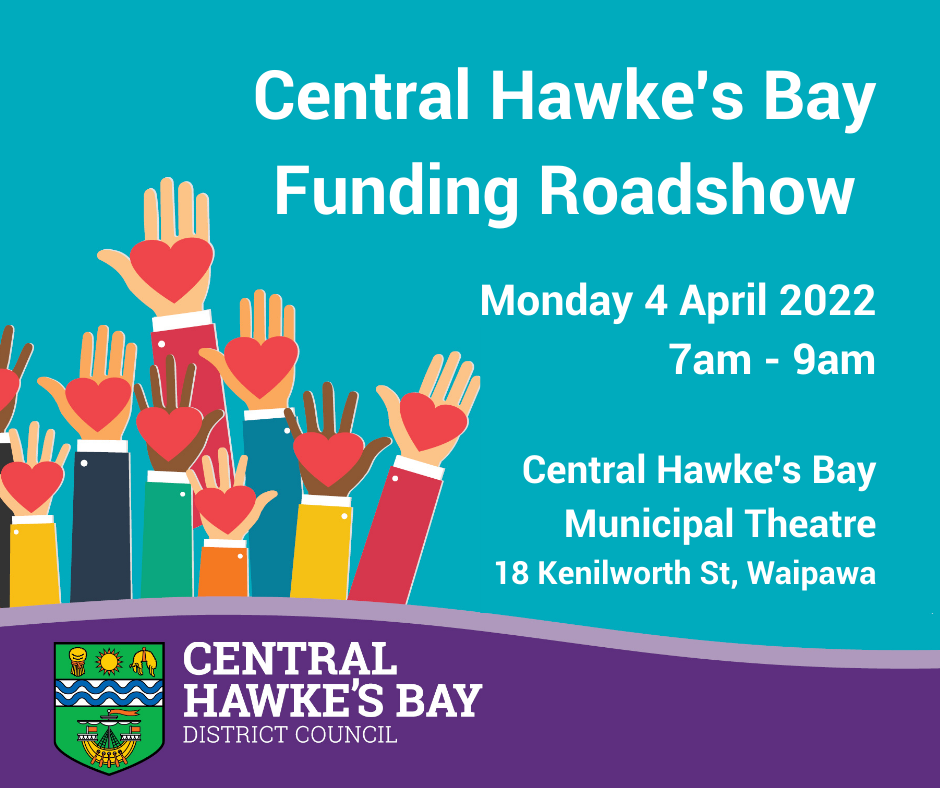 Central Hawke's Bay
Funding Roadshow
Monday 4 April 2022
7am - 9am
Central Hawke's Bay
Municipal Theatre
18 Kenilworth St, Waipawa
CENTRAL
HAWKE'S BAY
DISTRICT COUNCIL